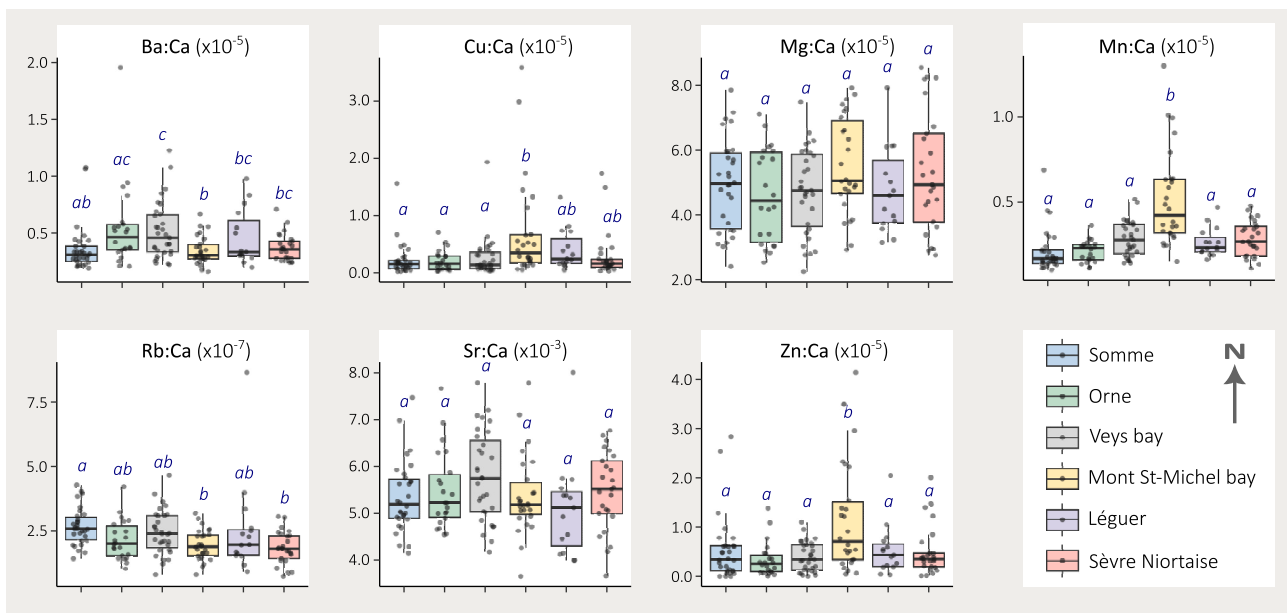 Ba:Ca (x10⁻⁵)
2.0
1.5
1.0
0.5
ab
ac
c
b
bc
bc
Cu:Ca (x10⁻⁵)
3.0
2.0
1.0
0.0
a
a
a
b
ab
ab
Mg:Ca (x10⁻⁵)
8.0
6.0
4.0
2.0
a
a
a
a
a
a
Mn:Ca (x10⁻⁵)
1.0
0.5
a
a
a
b
a
a
Rb:Ca (x10⁻⁷)
7.5
5.0
2.5
a
ab
ab
b
ab
b
Sr:Ca (x10⁻³)
8.0
7.0
6.0
5.0
4.0
a
a
a
a
a
a
Zn:Ca (x10⁻⁵)
4.0
3.0
2.0
1.0
0.0
a
a
a
b
a
a
N
Somme
Orne
Veys bay
Mont St-Michel bay
Léguer
Sèvre Niortaise